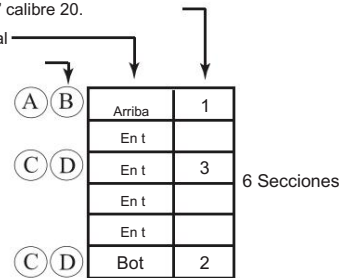 calibre 20.
al
A B Arriba 1
En t
C D En t 3
En t
6 Secciones
En t
C D Bot 2